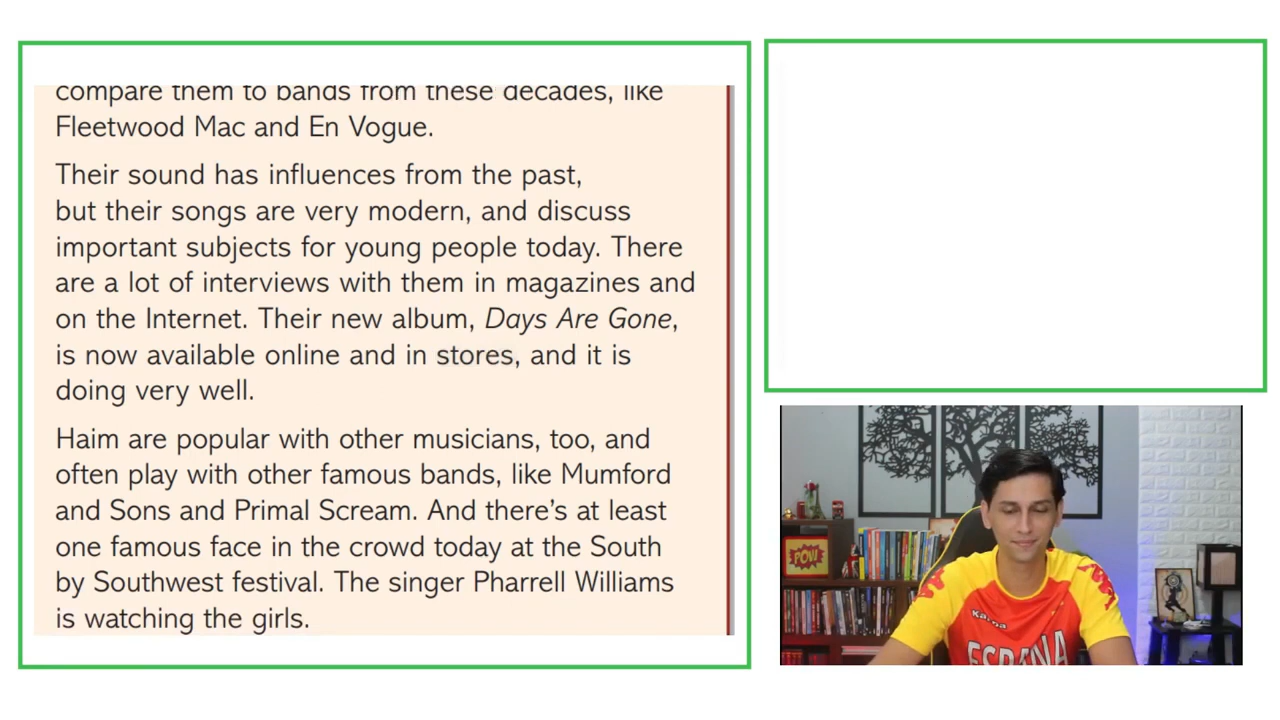 compare them to bands from these decades, like
Fleetwood Mac and En Vogue.
Their sound has influences from the past,
but their songs are very modern, and discuss
important subjects for young people today. There
are a lot of interviews with them in magazines and
on the Internet. Their new album, Days Are Gone,
is now available online and in stores, and it is
doing very well.
Haim are popular with other musicians, too, and
often play with other famous bands, like Mumford
and Sons and Primal Scream. And there's at least
one famous face in the crowd today at the South
by Southwest festival. The singer Pharrell Williams
is watching the girls.
POW
ESPAÑA